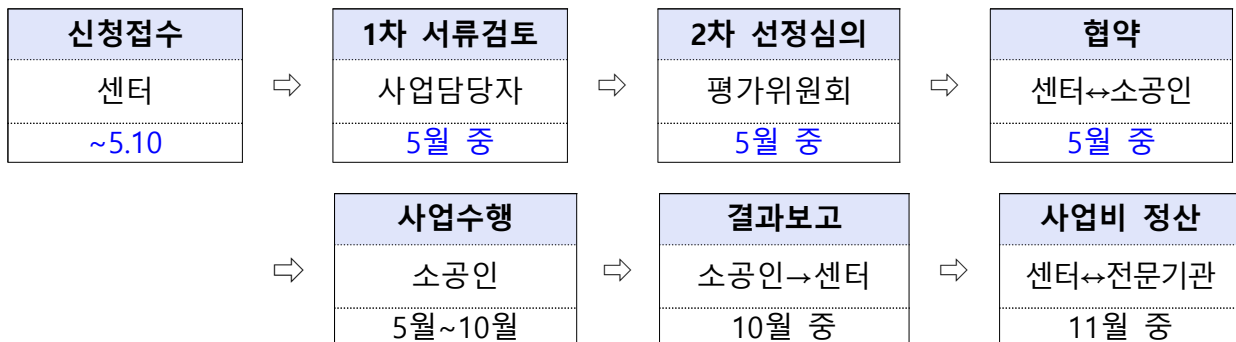 신청접수 1차 서류검토 2차 선정심의 협약
센터 ⇨ 사업담당자 ⇨ 평가위원회 ⇨ 센터↔소공인
~5.10 5월 중 5월 중 5월 중
사업수행 결과보고 사업비 정산
⇨ 소공인 ⇨ 소공인→센터 ⇨ 센터↔전문기관
5월~10월 10월 중 11월 중